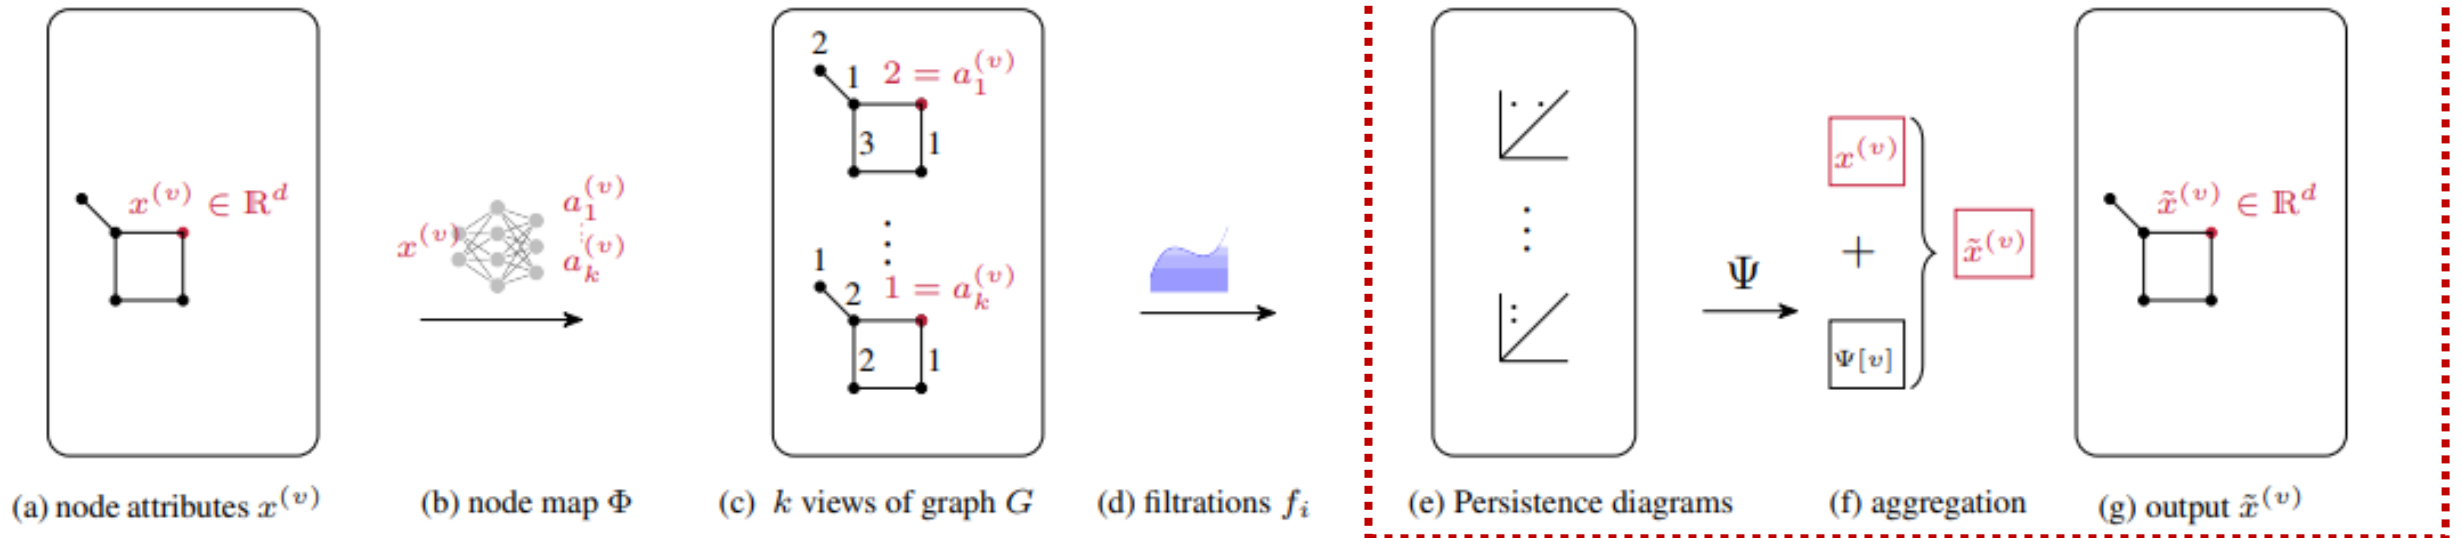 x^(v) ∈ ℝ^d
(a) node attributes x^(v)
x^(v)
a_1^(v)
⋮
a_k^(v)
(b) node map Φ
2
1 2 = a_1^(v)
3 1
⋮
1
2 1 = a_k^(v)
2 1
(c) k views of graph G
(d) filtrations f_i
⋮
(e) Persistence diagrams
Ψ
x^(v)
+
Ψ[v]
x̃^(v)
(f) aggregation
x̃^(v) ∈ ℝ^d
(g) output x̃^(v)